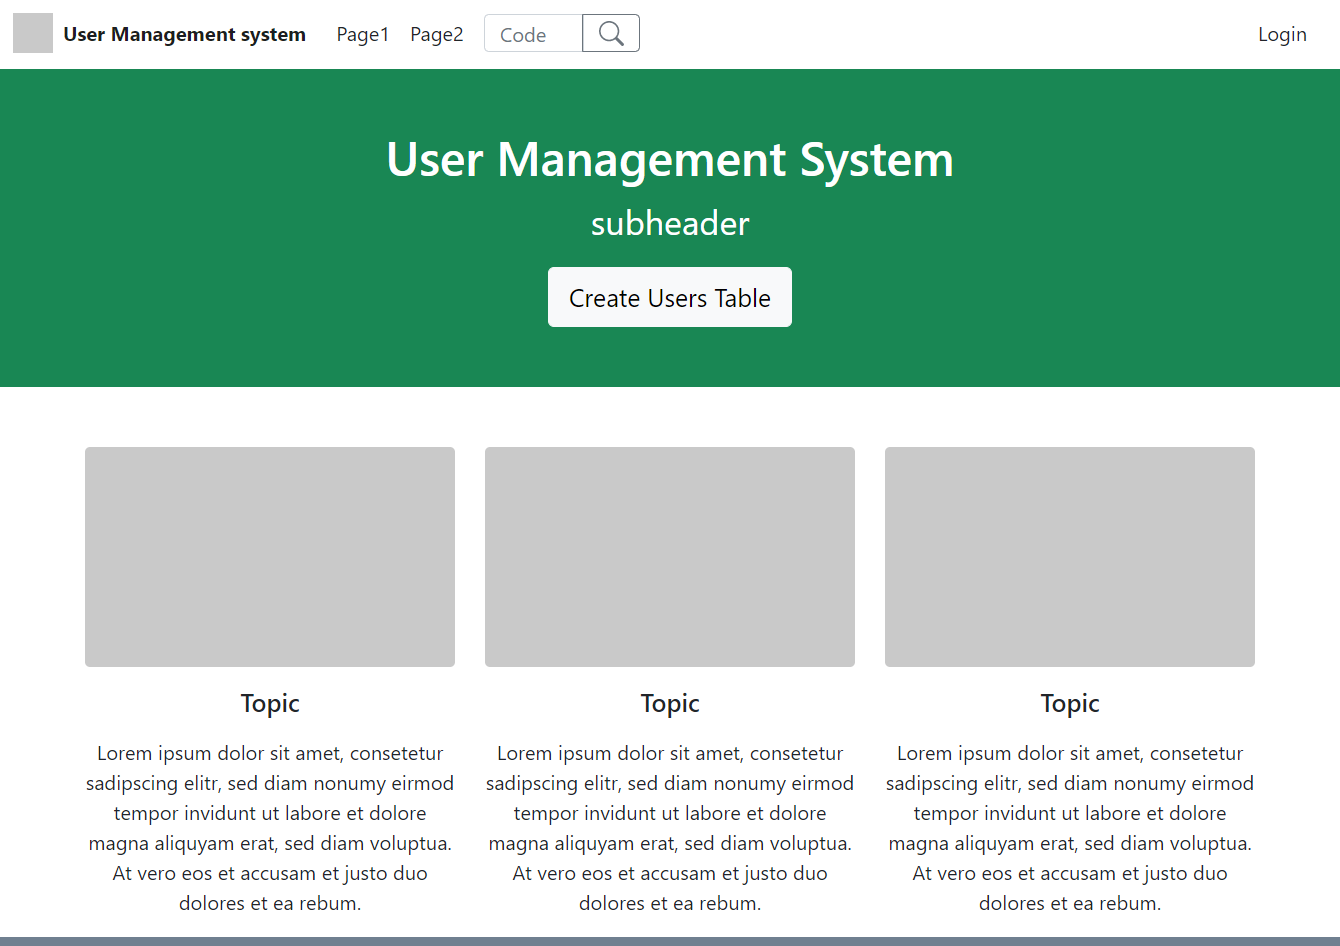 User Management system Page1 Page2 Code Login
User Management System
subheader
Create Users Table
Topic
Lorem ipsum dolor sit amet, consetetur
sadipscing elitr, sed diam nonumy eirmod
tempor invidunt ut labore et dolore
magna aliquyam erat, sed diam voluptua.
At vero eos et accusam et justo duo
dolores et ea rebum.
Topic
Lorem ipsum dolor sit amet, consetetur
sadipscing elitr, sed diam nonumy eirmod
tempor invidunt ut labore et dolore
magna aliquyam erat, sed diam voluptua.
At vero eos et accusam et justo duo
dolores et ea rebum.
Topic
Lorem ipsum dolor sit amet, consetetur
sadipscing elitr, sed diam nonumy eirmod
tempor invidunt ut labore et dolore
magna aliquyam erat, sed diam voluptua.
At vero eos et accusam et justo duo
dolores et ea rebum.